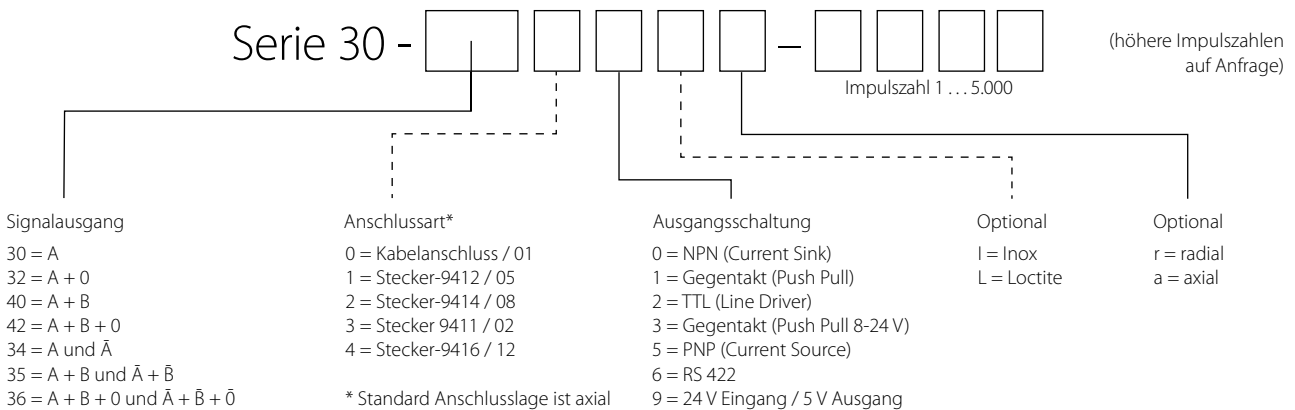 Serie 30 - –
(höhere Impulszahlen
auf Anfrage)
Impulszahl 1 . . . 5.000
Signalausgang
30 = A
32 = A + 0
40 = A + B
42 = A + B + 0
34 = A und Ā
35 = A + B und Ā + B̄
36 = A + B + 0 und Ā + B̄ + 0̄
Anschlussart*
0 = Kabelanschluss / 01
1 = Stecker-9412 / 05
2 = Stecker-9414 / 08
3 = Stecker 9411 / 02
4 = Stecker-9416 / 12
* Standard Anschlusslage ist axial
Ausgangsschaltung
0 = NPN (Current Sink)
1 = Gegentakt (Push Pull)
2 = TTL (Line Driver)
3 = Gegentakt (Push Pull 8-24 V)
5 = PNP (Current Source)
6 = RS 422
9 = 24 V Eingang / 5 V Ausgang
Optional
I = Inox
L = Loctite
Optional
r = radial
a = axial